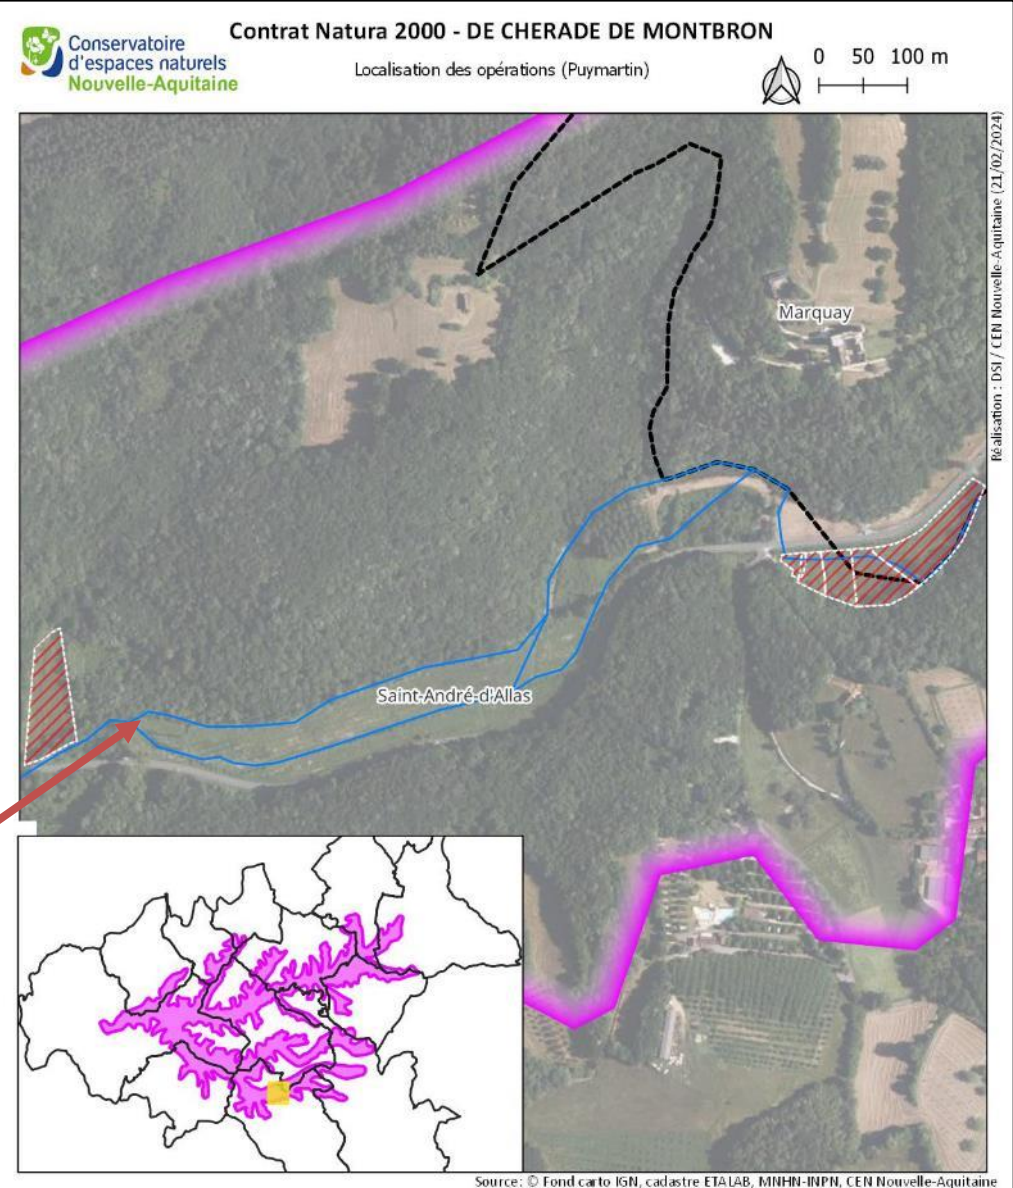 Contrat Natura 2000 - DE CHERADE DE MONTBRON
Conservatoire
d'espaces naturels
Nouvelle-Aquitaine
Localisation des opérations (Puymartin)
0 50 100 m
Réalisation : DSI / CEN Nouvelle-Aquitaine (21/02/2024)
Marquay
Saint-André-d'Allas
Source: © Fond carto IGN, cadastre ETALAB, MNHN-INPN, CEN Nouvelle-Aquitaine